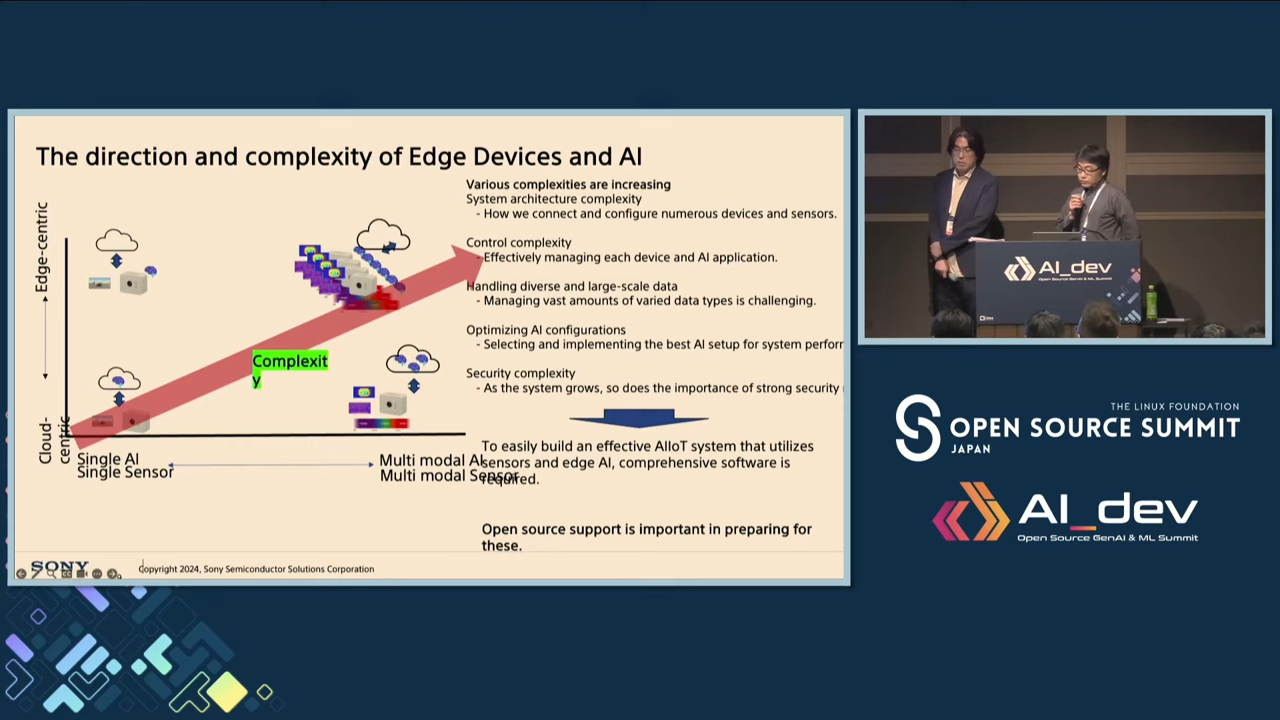 The direction and complexity of Edge Devices and AI
Edge-centric
Cloud-
centric
Complexit
y
Single AI
Single Sensor
Multi modal AI
Multi modal Sensor
Various complexities are increasing
System architecture complexity
- How we connect and configure numerous devices and sensors.
Control complexity
- Effectively managing each device and AI application.
Handling diverse and large-scale data
- Managing vast amounts of varied data types is challenging.
Optimizing AI configurations
- Selecting and implementing the best AI setup for system perfor
Security complexity
- As the system grows, so does the importance of strong security
To easily build an effective AIoT system that utilizes
sensors and edge AI, comprehensive software is
required.
Open source support is important in preparing for
these.
SONY
Copyright 2024, Sony Semiconductor Solutions Corporation
AI_dev
Open Source GenAI & ML Summit
THE LINUX FOUNDATION
OPEN SOURCE SUMMIT
JAPAN
AI_dev
Open Source GenAI & ML Summit